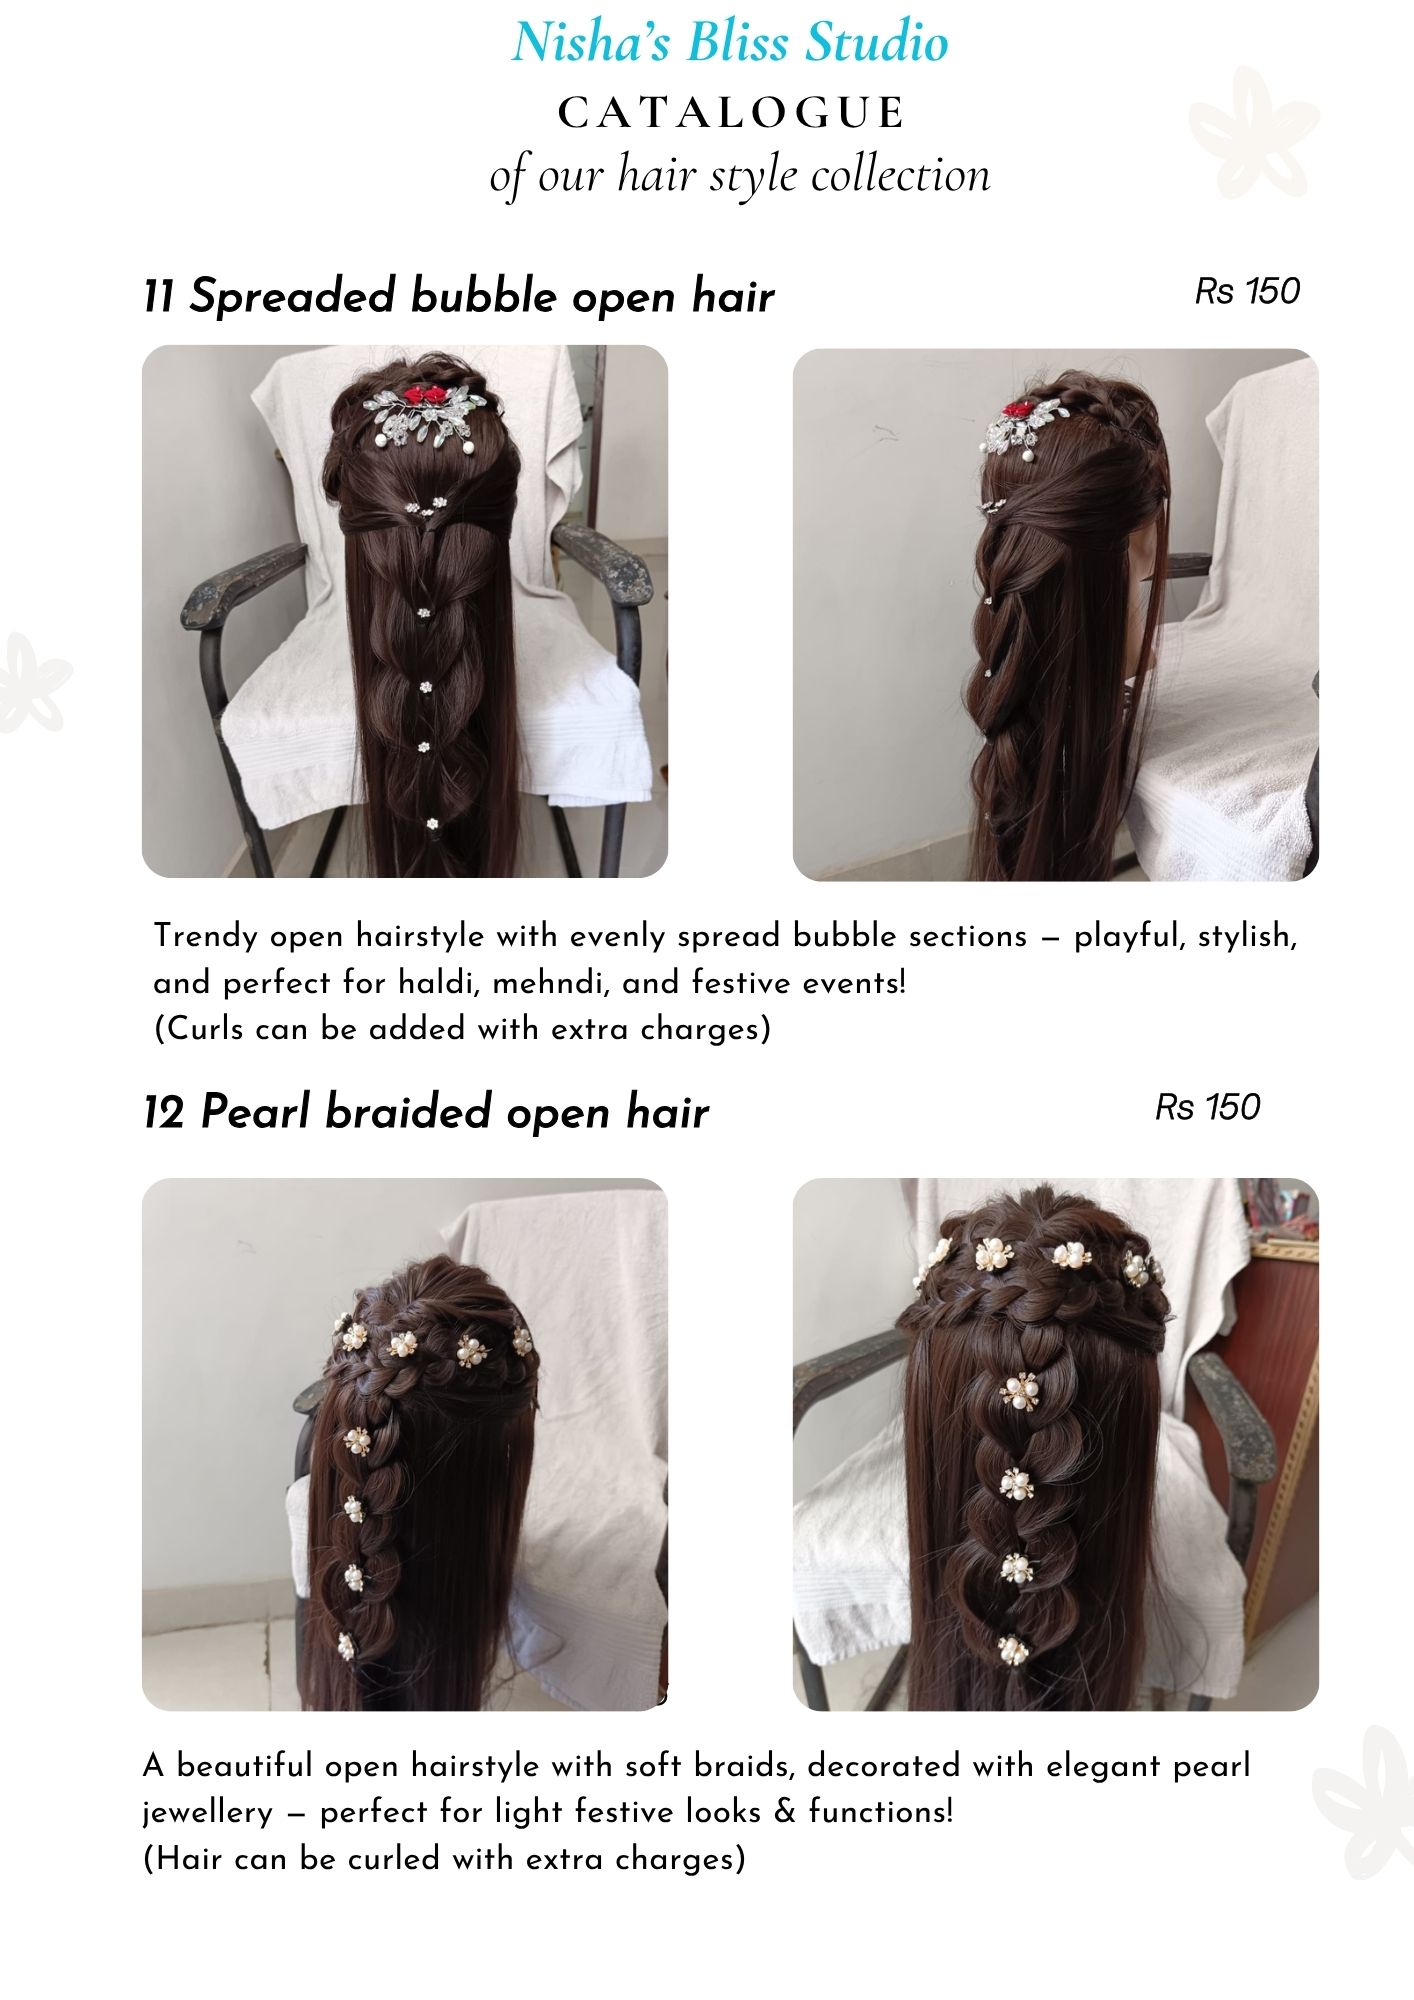 Nisha's Bliss Studio
CATALOGUE
of our hair style collection
11 Spreaded bubble open hair
Rs 150
Trendy open hairstyle with evenly spread bubble sections – playful, stylish,
and perfect for haldi, mehndi, and festive events!
(Curls can be added with extra charges)
12 Pearl braided open hair
Rs 150
A beautiful open hairstyle with soft braids, decorated with elegant pearl
jewellery – perfect for light festive looks & functions!
(Hair can be curled with extra charges)